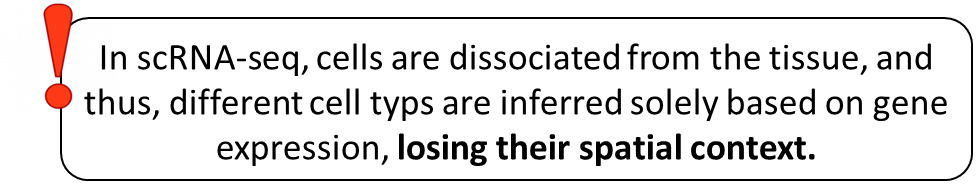 In scRNA-seq, cells are dissociated from the tissue, and
thus, different cell typs are inferred solely based on gene
expression, losing their spatial context.